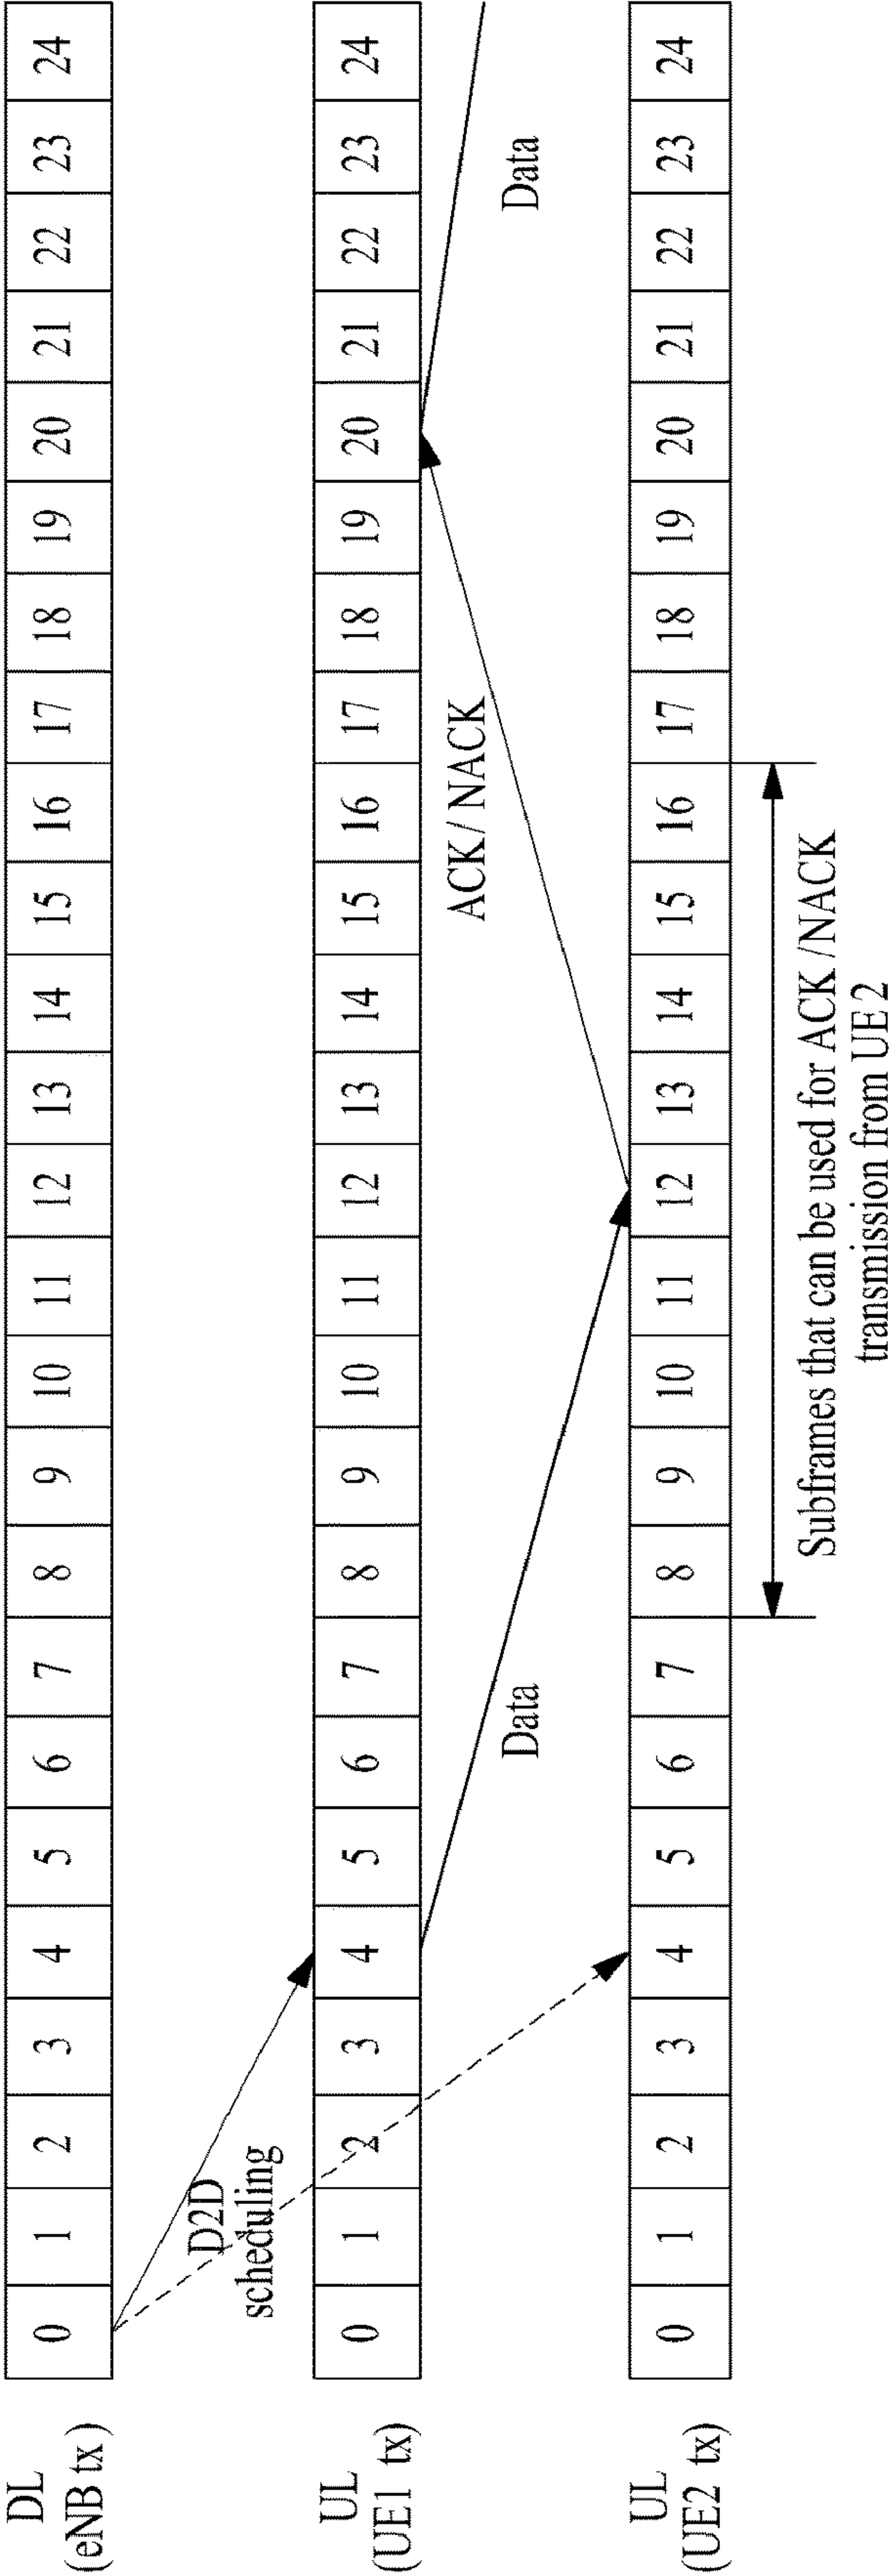 DL
(eNB tx)
0 1 2 3 4 5 6 7 8 9 10 11 12 13 14 15 16 17 18 19 20 21 22 23 24
D2D
scheduling
UL
(UE1 tx)
0 1 2 3 4 5 6 7 8 9 10 11 12 13 14 15 16 17 18 19 20 21 22 23 24
ACK/ NACK
Data
Data
UL
(UE2 tx)
0 1 2 3 4 5 6 7 8 9 10 11 12 13 14 15 16 17 18 19 20 21 22 23 24
Subframes that can be used for ACK /NACK
transmission from UE 2